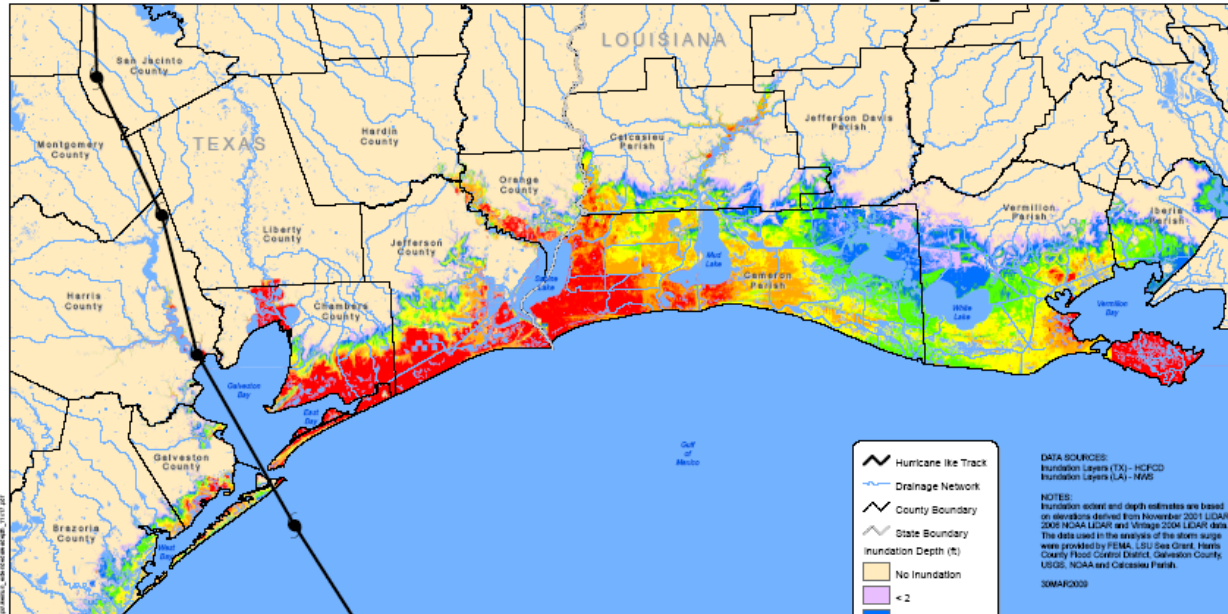 LOUISIANA
San Jacinto
County
TEXAS
Hardin
County
Calcasieu
Parish
Jefferson Davis
Parish
Montgomery
County
Orange
County
Vermilion
Parish
Iberia
Parish
Liberty
County
Jefferson
County
Sabine
Lake
Mud
Lake
Cameron
Parish
Harris
County
Chambers
County
White
Lake
Vermilion
Bay
Galveston
Bay
East
Bay
Gulf
of
Mexico
Galveston
County
Brazoria
County
West
Bay
Hurricane Ike Track
Drainage Network
County Boundary
State Boundary
Inundation Depth (ft)
No Inundation
< 2
DATA SOURCES:
Inundation Layers (TX) - HCFCD
Inundation Layers (LA) - NWS
NOTES:
Inundation extent and depth estimates are based
on elevations derived from November 2001 LiDAR,
2006 NOAA LiDAR and Vintage 2004 LiDAR data.
The data used in the analysis of the storm surge
were provided by FEMA, LSU Sea Grant, Harris
County Flood Control District, Galveston County,
USGS, NOAA and Calcasieu Parish.
30MAR2009